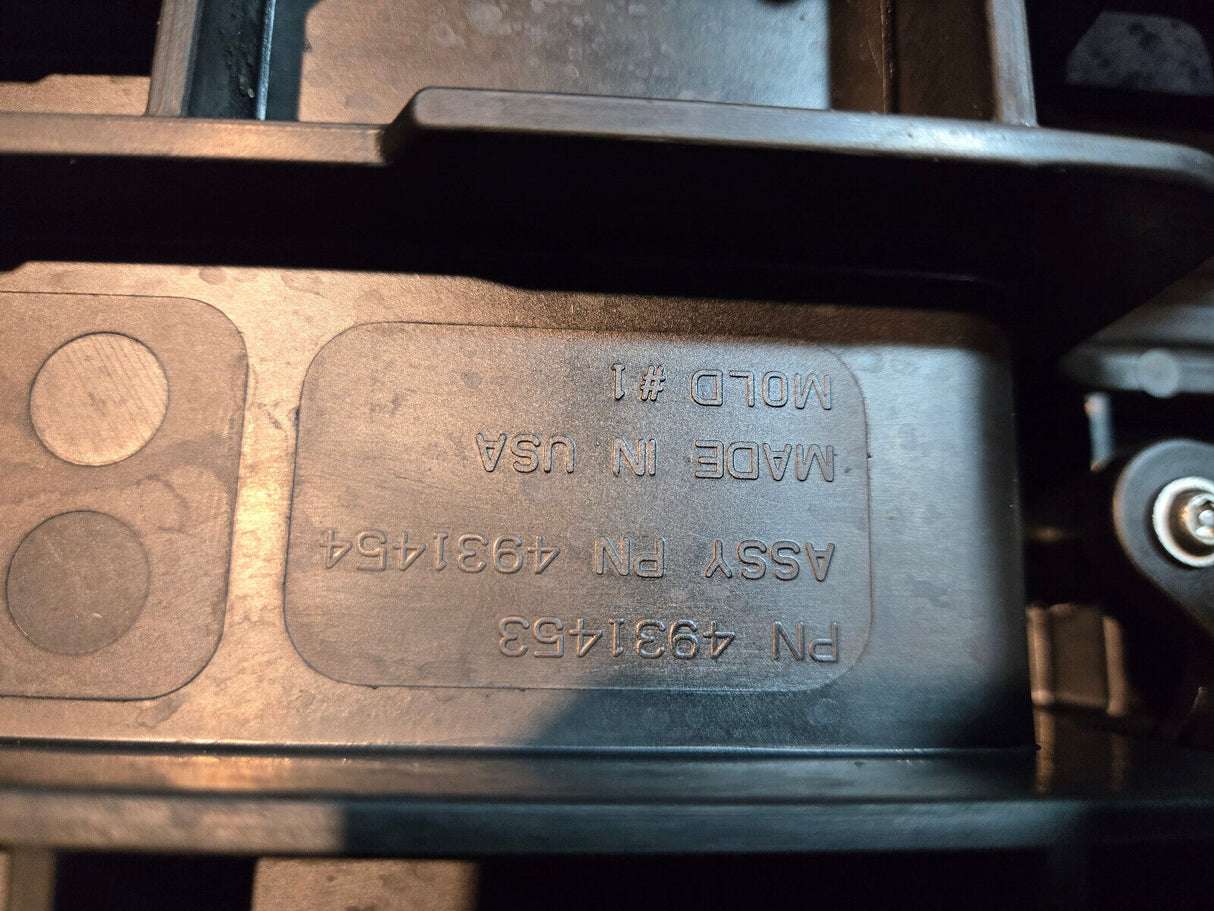 PN 4931453
ASSY PN 4931454
MADE IN USA
MOLD #1